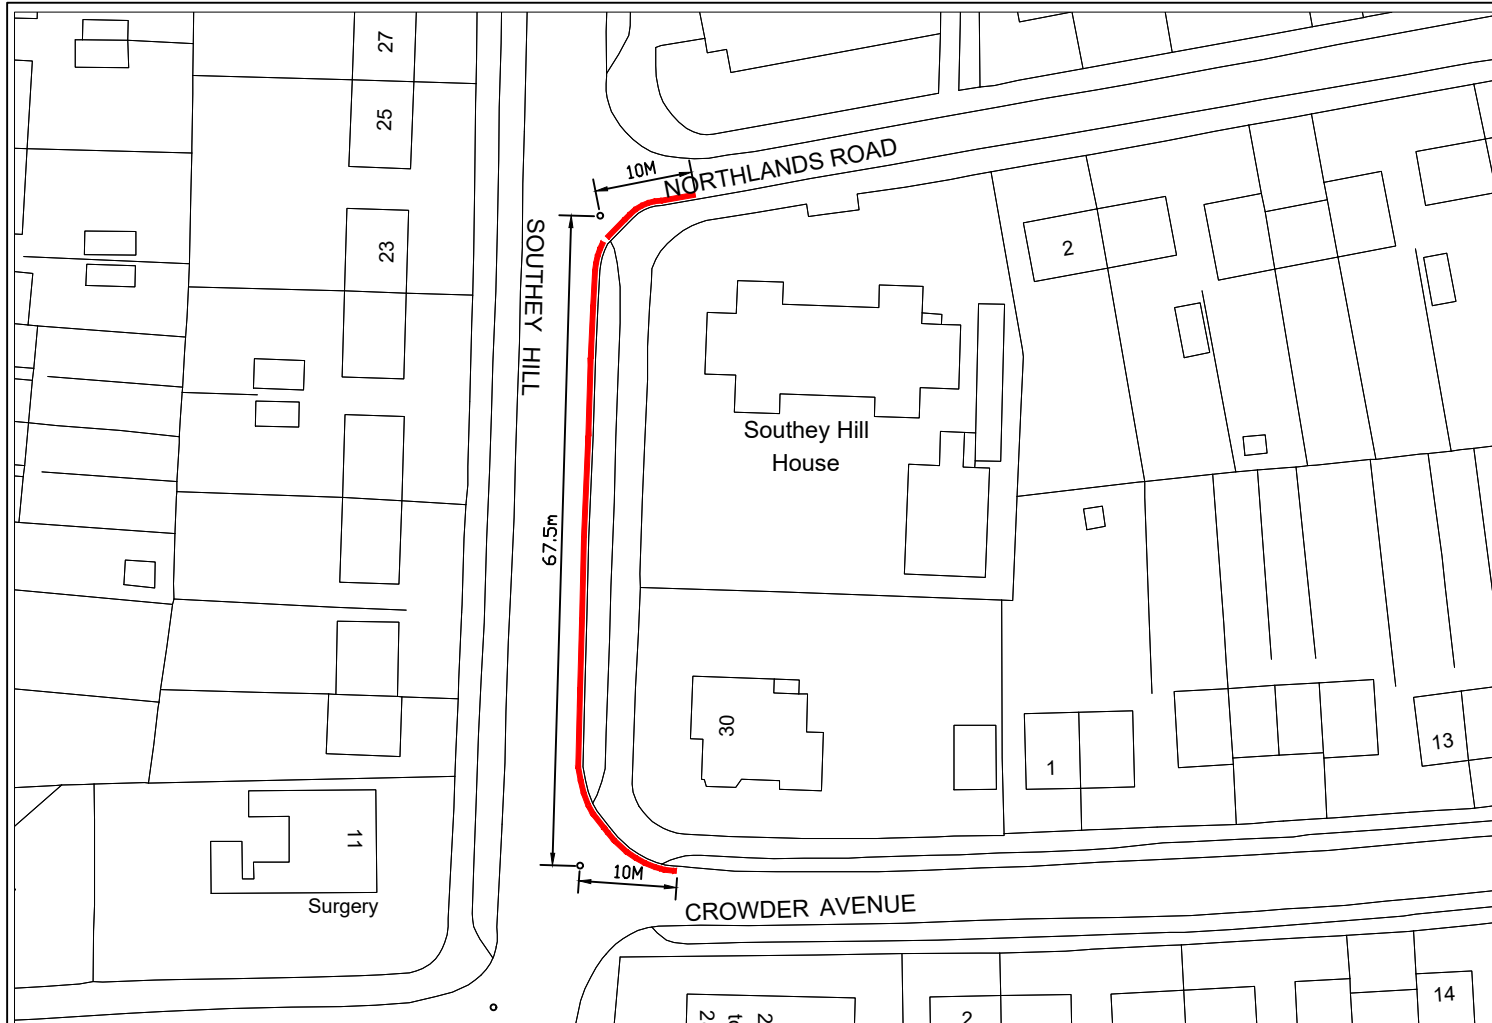 27
25
10M
NORTHLANDS ROAD
SOUTHEY HILL
23
2
Southey Hill
House
67.5m
30
1
13
11
Surgery
10M
CROWDER AVENUE
2
14